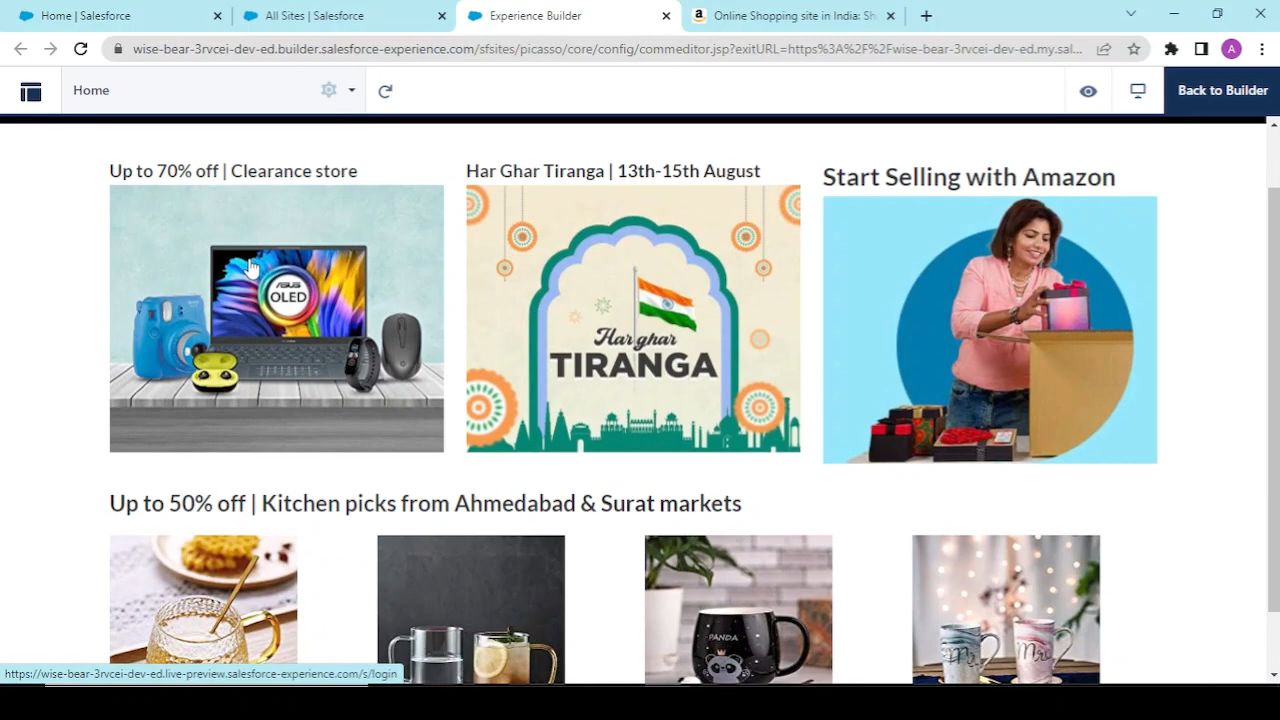 Home | Salesforce
All Sites | Salesforce
Experience Builder
Online Shopping site in India: Sh
wise-bear-3rvcei-dev-ed.builder.salesforce-experience.com/sfsites/picasso/core/config/commeditor.jsp?exitURL=https%3A%2F%2Fwise-bear-3rvcei-dev-ed.my.sal...
A
Home
Back to Builder
Up to 70% off | Clearance store
Har Ghar Tiranga | 13th-15th August
Start Selling with Amazon
ASUS
OLED
Har ghar
TIRANGA
Up to 50% off | Kitchen picks from Ahmedabad & Surat markets
PANDA
Mr
Mrs
https://wise-bear-3rvcei-dev-ed.live-preview.salesforce-experience.com/s/login